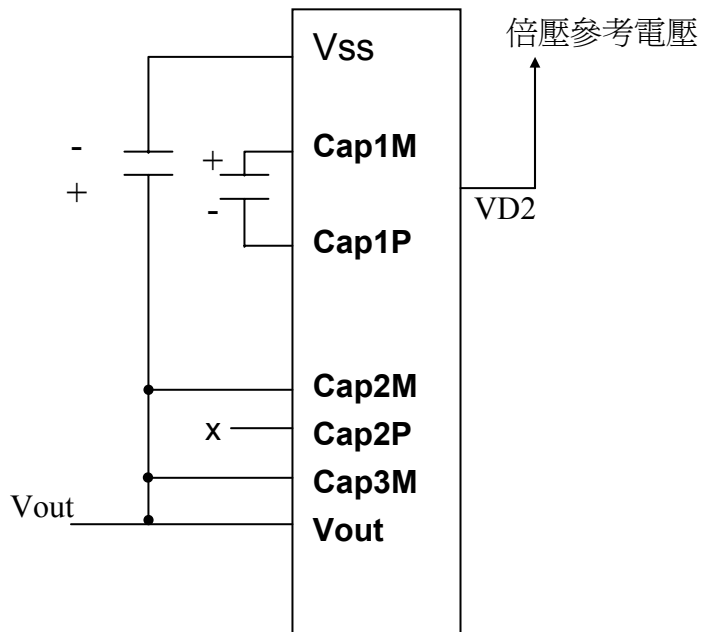 倍壓參考電壓
Vss
-
+
+
-
Cap1M
Cap1P
VD2
Cap2M
x
Cap2P
Cap3M
Vout
Vout